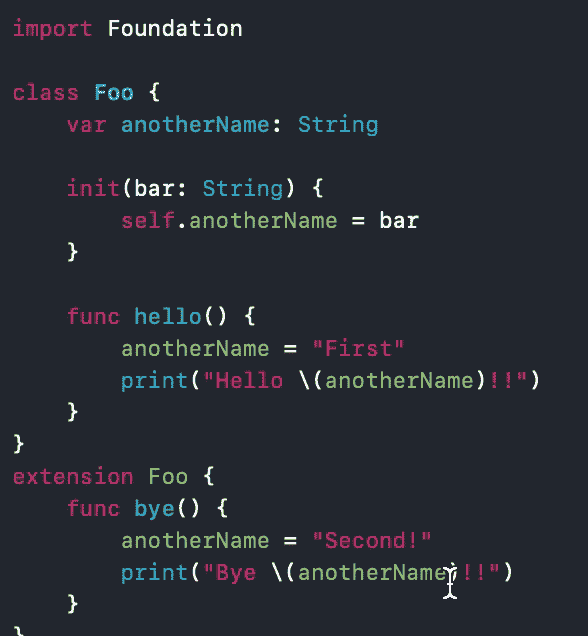 import Foundation
class Foo {
var anotherName: String
init(bar: String) {
self.anotherName = bar
}
func hello() {
anotherName = "First"
print("Hello \(anotherName)!!")
}
}
extension Foo {
func bye() {
anotherName = "Second!"
print("Bye \(anotherName)!!")
}
}